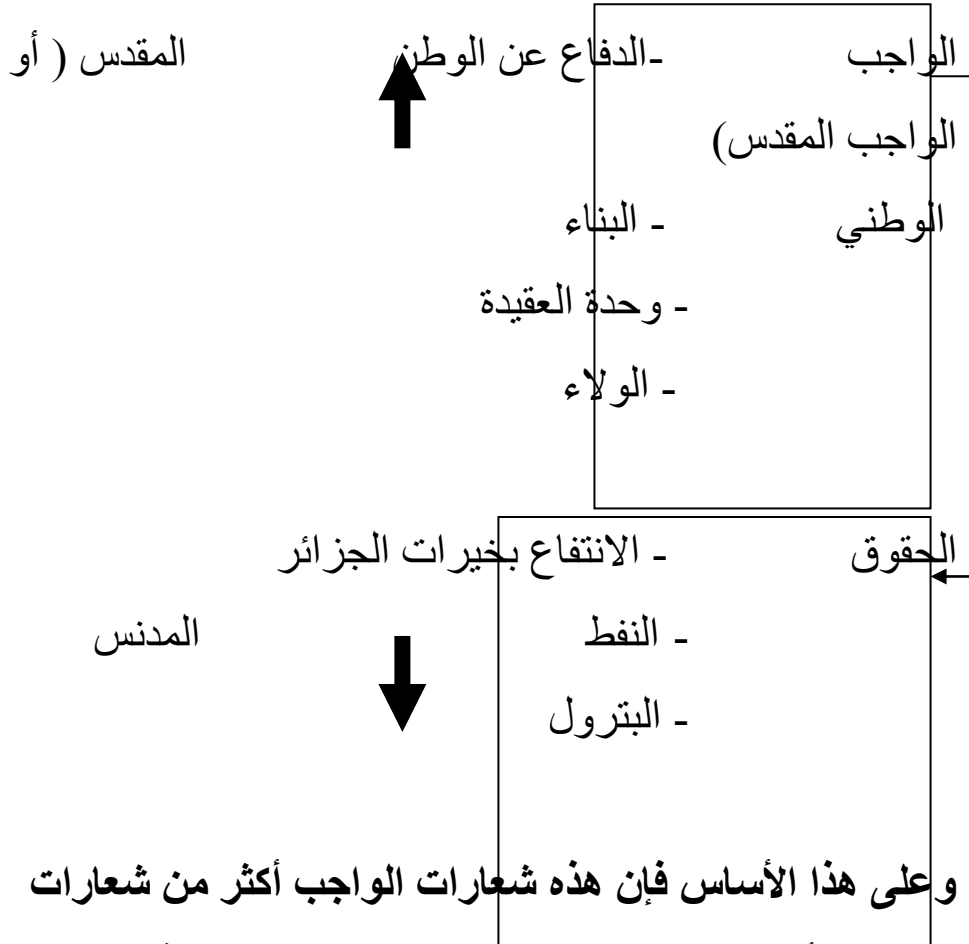 الواجب -الدفاع عن الوطن المقدس ( أو
الواجب المقدس)
الوطني - البناء
- وحدة العقيدة
- الولاء
الحقوق - الانتفاع بخيرات الجزائر
- النفط المدنس
- البترول
وعلى هذا الأساس فإن هذه شعارات الواجب أكثر من شعارات